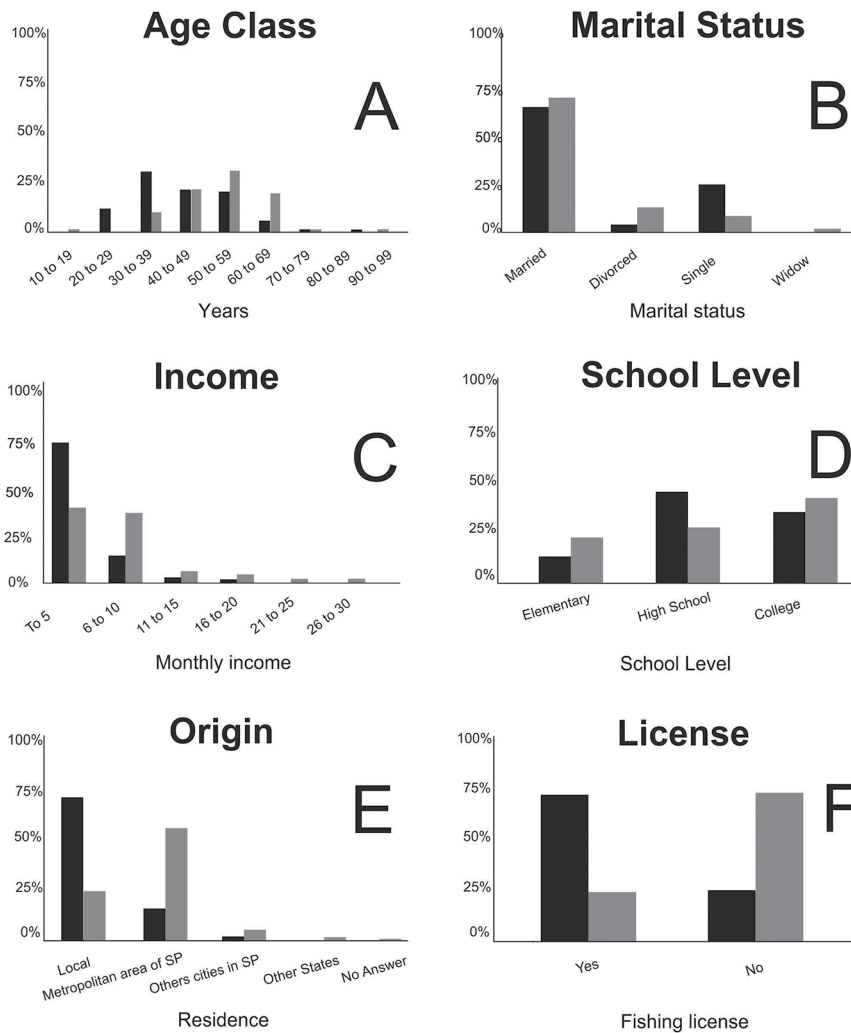 Age Class
100%
75%
50%
25%
0%
A
10 to 19
20 to 29
30 to 39
40 to 49
50 to 59
60 to 69
70 to 79
80 to 89
90 to 99
Years
Marital Status
100%
75%
50%
25%
0%
B
Married
Divorced
Single
Widow
Marital status
Income
100%
75%
50%
25%
0%
C
To 5
6 to 10
11 to 15
16 to 20
21 to 25
26 to 30
Monthly income
School Level
100%
75%
50%
25%
0%
D
Elementary
High School
College
School Level
Origin
100%
75%
50%
25%
0%
E
Local
Metropolitan area of SP
Others cities in SP
Other States
No Answer
Residence
License
100%
75%
50%
25%
0%
F
Yes
No
Fishing license